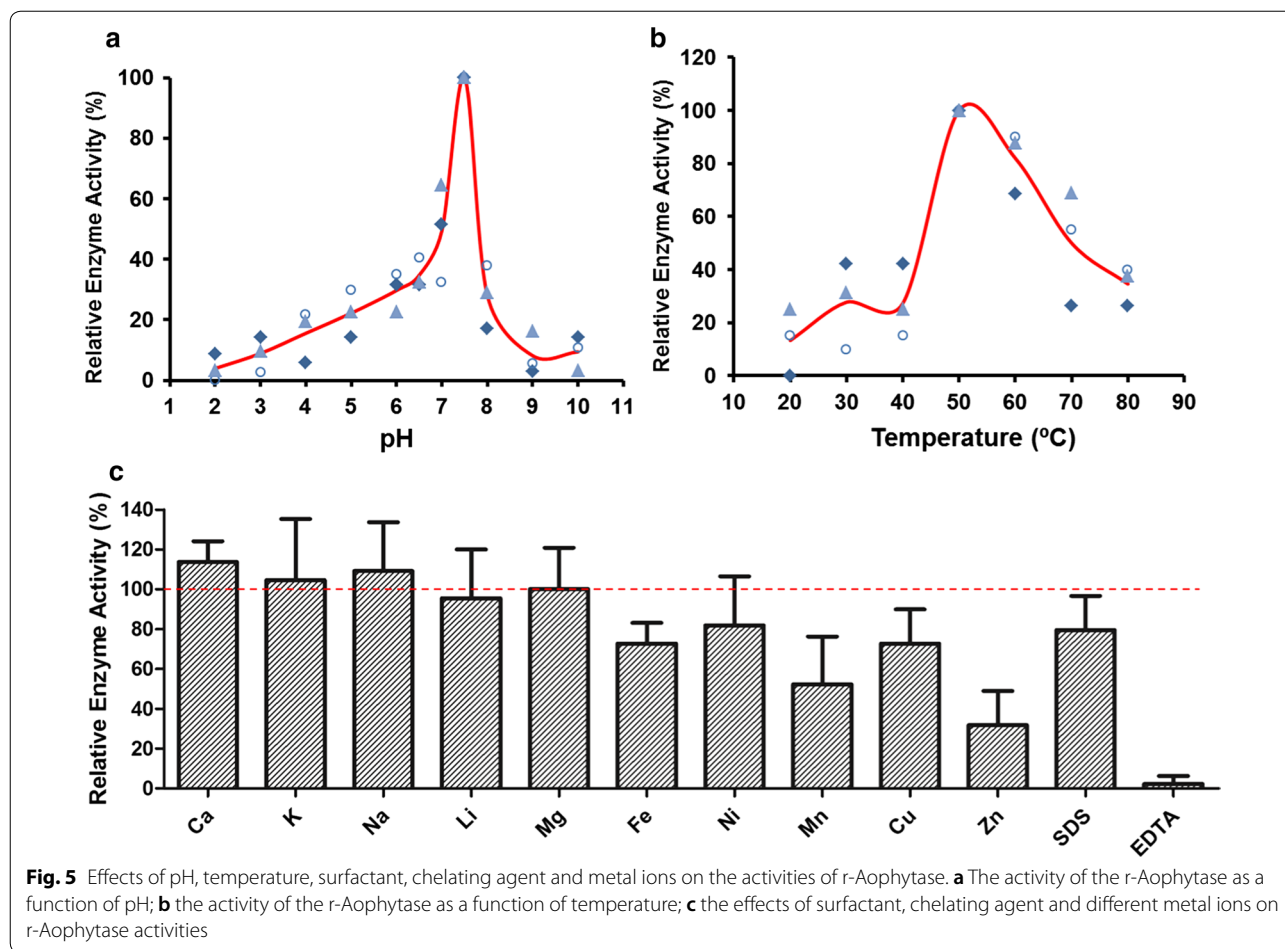 a
Relative Enzyme Activity (%)
100
80
60
40
20
0
1 2 3 4 5 6 7 8 9 10 11
pH
b
Relative Enzyme Activity (%)
120
100
80
60
40
20
0
10 20 30 40 50 60 70 80 90
Temperature (ºC)
c
Relative Enzyme Activity (%)
140
120
100
80
60
40
20
0
Ca K Na Li Mg Fe Ni Mn Cu Zn SDS EDTA
Fig. 5 Effects of pH, temperature, surfactant, chelating agent and metal ions on the activities of r-Aophytase. a The activity of the r-Aophytase as a
function of pH; b the activity of the r-Aophytase as a function of temperature; c the effects of surfactant, chelating agent and different metal ions on
r-Aophytase activities